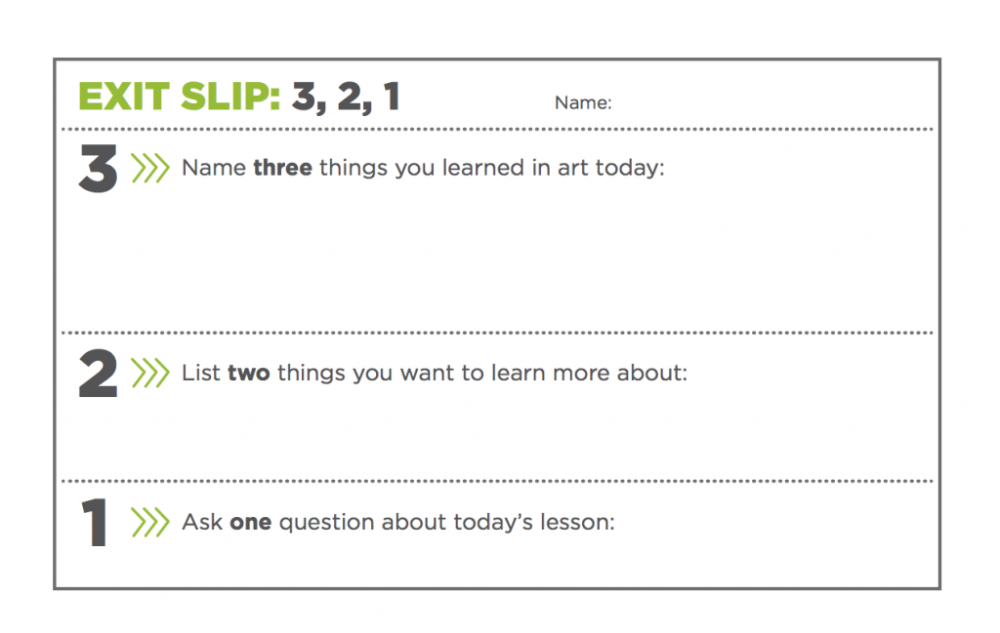 EXIT SLIP: 3, 2, 1 Name:
3 >>> Name three things you learned in art today:
2 >>> List two things you want to learn more about:
1 >>> Ask one question about today’s lesson: